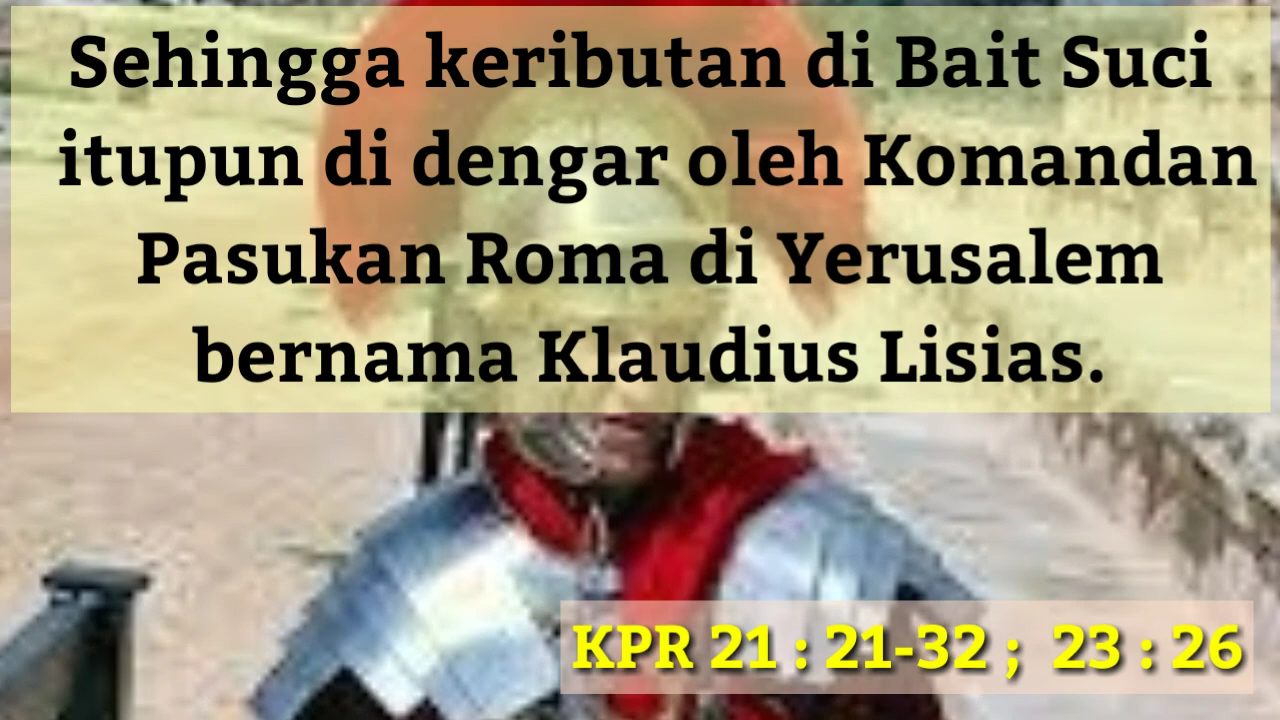 Sehingga keributan di Bait Suci
itupun di dengar oleh Komandan
Pasukan Roma di Yerusalem
bernama Klaudius Lisias.
KPR 21 : 21-32 ; 23 : 26